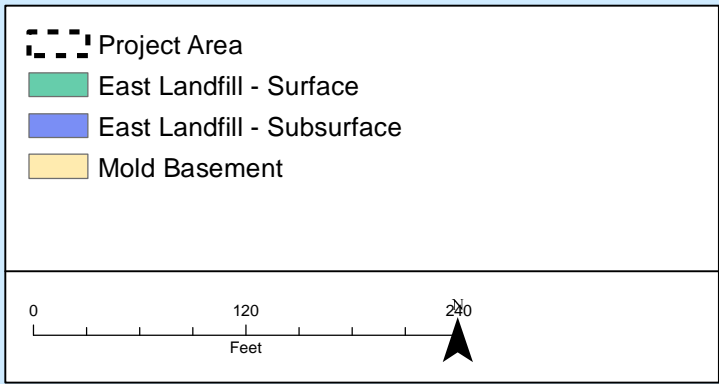 Project Area
East Landfill - Surface
East Landfill - Subsurface
Mold Basement
0 120 240
N
Feet